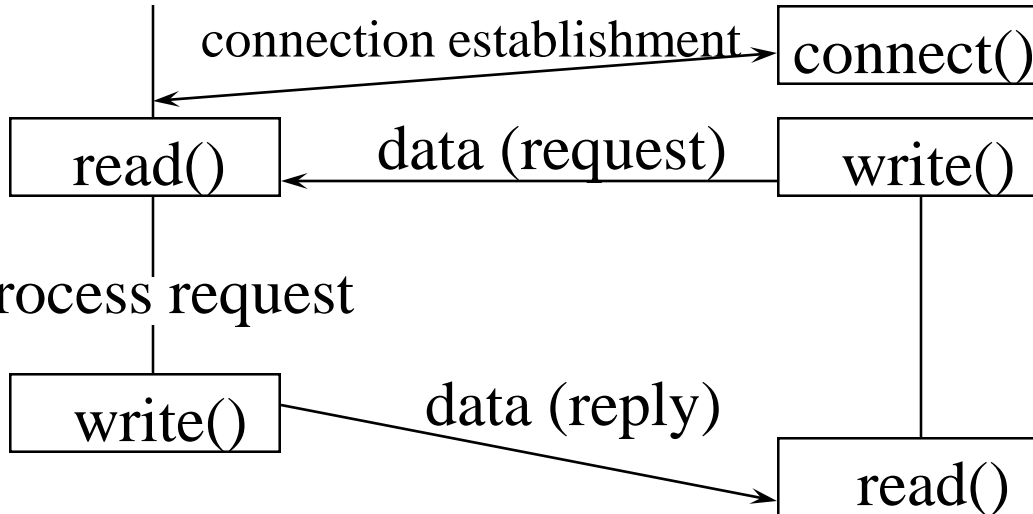 connection establishment
connect()
read()
data (request)
write()
rocess request
write()
data (reply)
read()